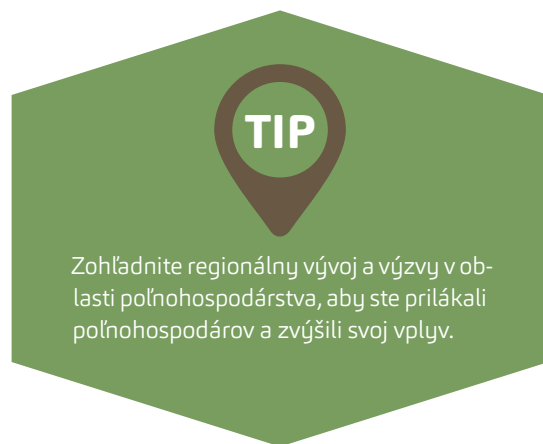 TIP
Zohľadnite regionálny vývoj a výzvy v ob-
lasti poľnohospodárstva, aby ste prilákali
poľnohospodárov a zvýšili svoj vplyv.